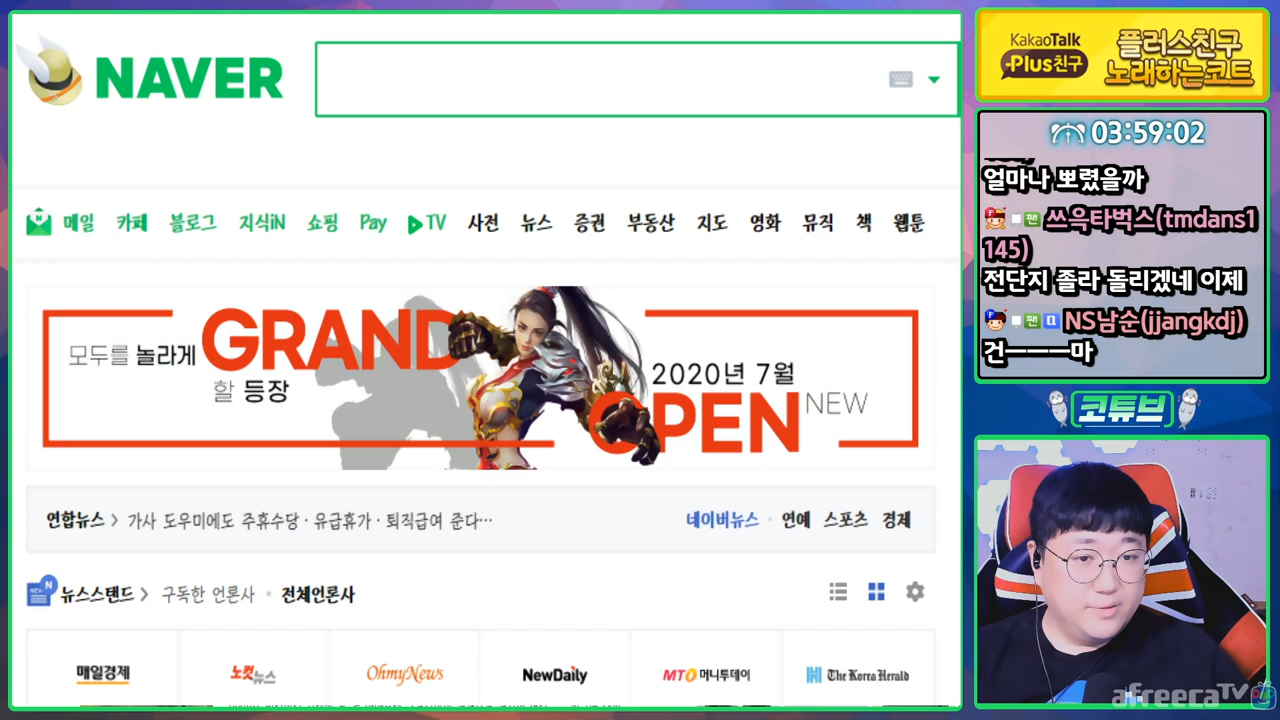 NAVER
메일 카페 블로그 지식iN 쇼핑 Pay TV 사전 뉴스 증권 부동산 지도 영화 뮤직 책 웹툰
모두를 놀라게 GRAND
할 등장
2020년 7월
OPEN NEW
연합뉴스 > 가사 도우미에도 주휴수당·유급휴가·퇴직급여 준다…
네이버뉴스 · 연예 스포츠 경제
뉴스스탠드 > 구독한 언론사 • 전체언론사
매일경제 노컷뉴스 OhmyNews NewDaily MTO 머니투데이 The Korea Herald
KakaoTalk
Plus친구
플러스친구
노래하는코트
03:59:02
얼마나 뽀렸을까
팬 쓰윽타벅스(tmdans1
145)
전단지 졸라 돌리겠네 이제
팬 NS남순(jjangkdj)
건ㅡㅡㅡ마
코튜브
afreecaTV